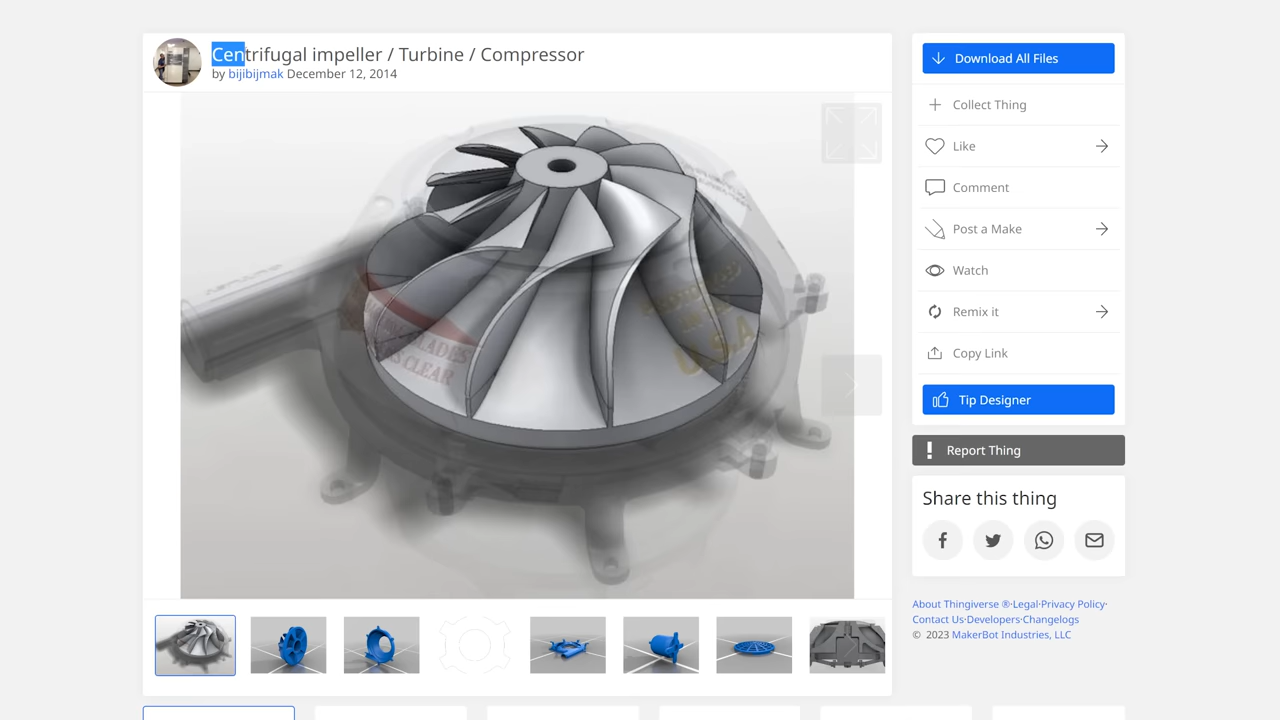 Centrifugal impeller / Turbine / Compressor
by bijibijmak December 12, 2014
U.S.A
Download All Files
Collect Thing
Like
Comment
Post a Make
Watch
Remix it
Copy Link
Tip Designer
Report Thing
Share this thing
About Thingiverse ®·Legal·Privacy Policy·
Contact Us·Developers·Changelogs
© 2023 MakerBot Industries, LLC